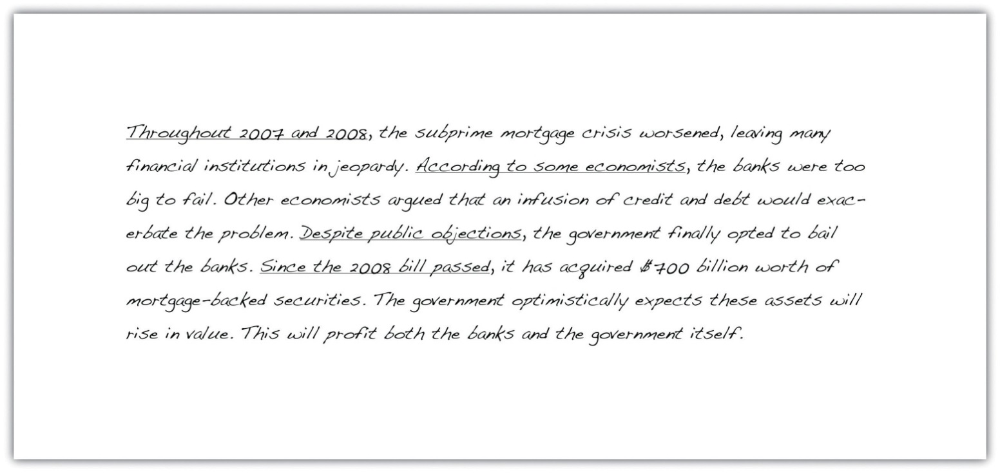 Throughout 2007 and 2008, the subprime mortgage crisis worsened, leaving many
financial institutions in jeopardy. According to some economists, the banks were too
big to fail. Other economists argued that an infusion of credit and debt would exac-
erbate the problem. Despite public objections, the government finally opted to bail
out the banks. Since the 2008 bill passed, it has acquired $700 billion worth of
mortgage-backed securities. The government optimistically expects these assets will
rise in value. This will profit both the banks and the government itself.